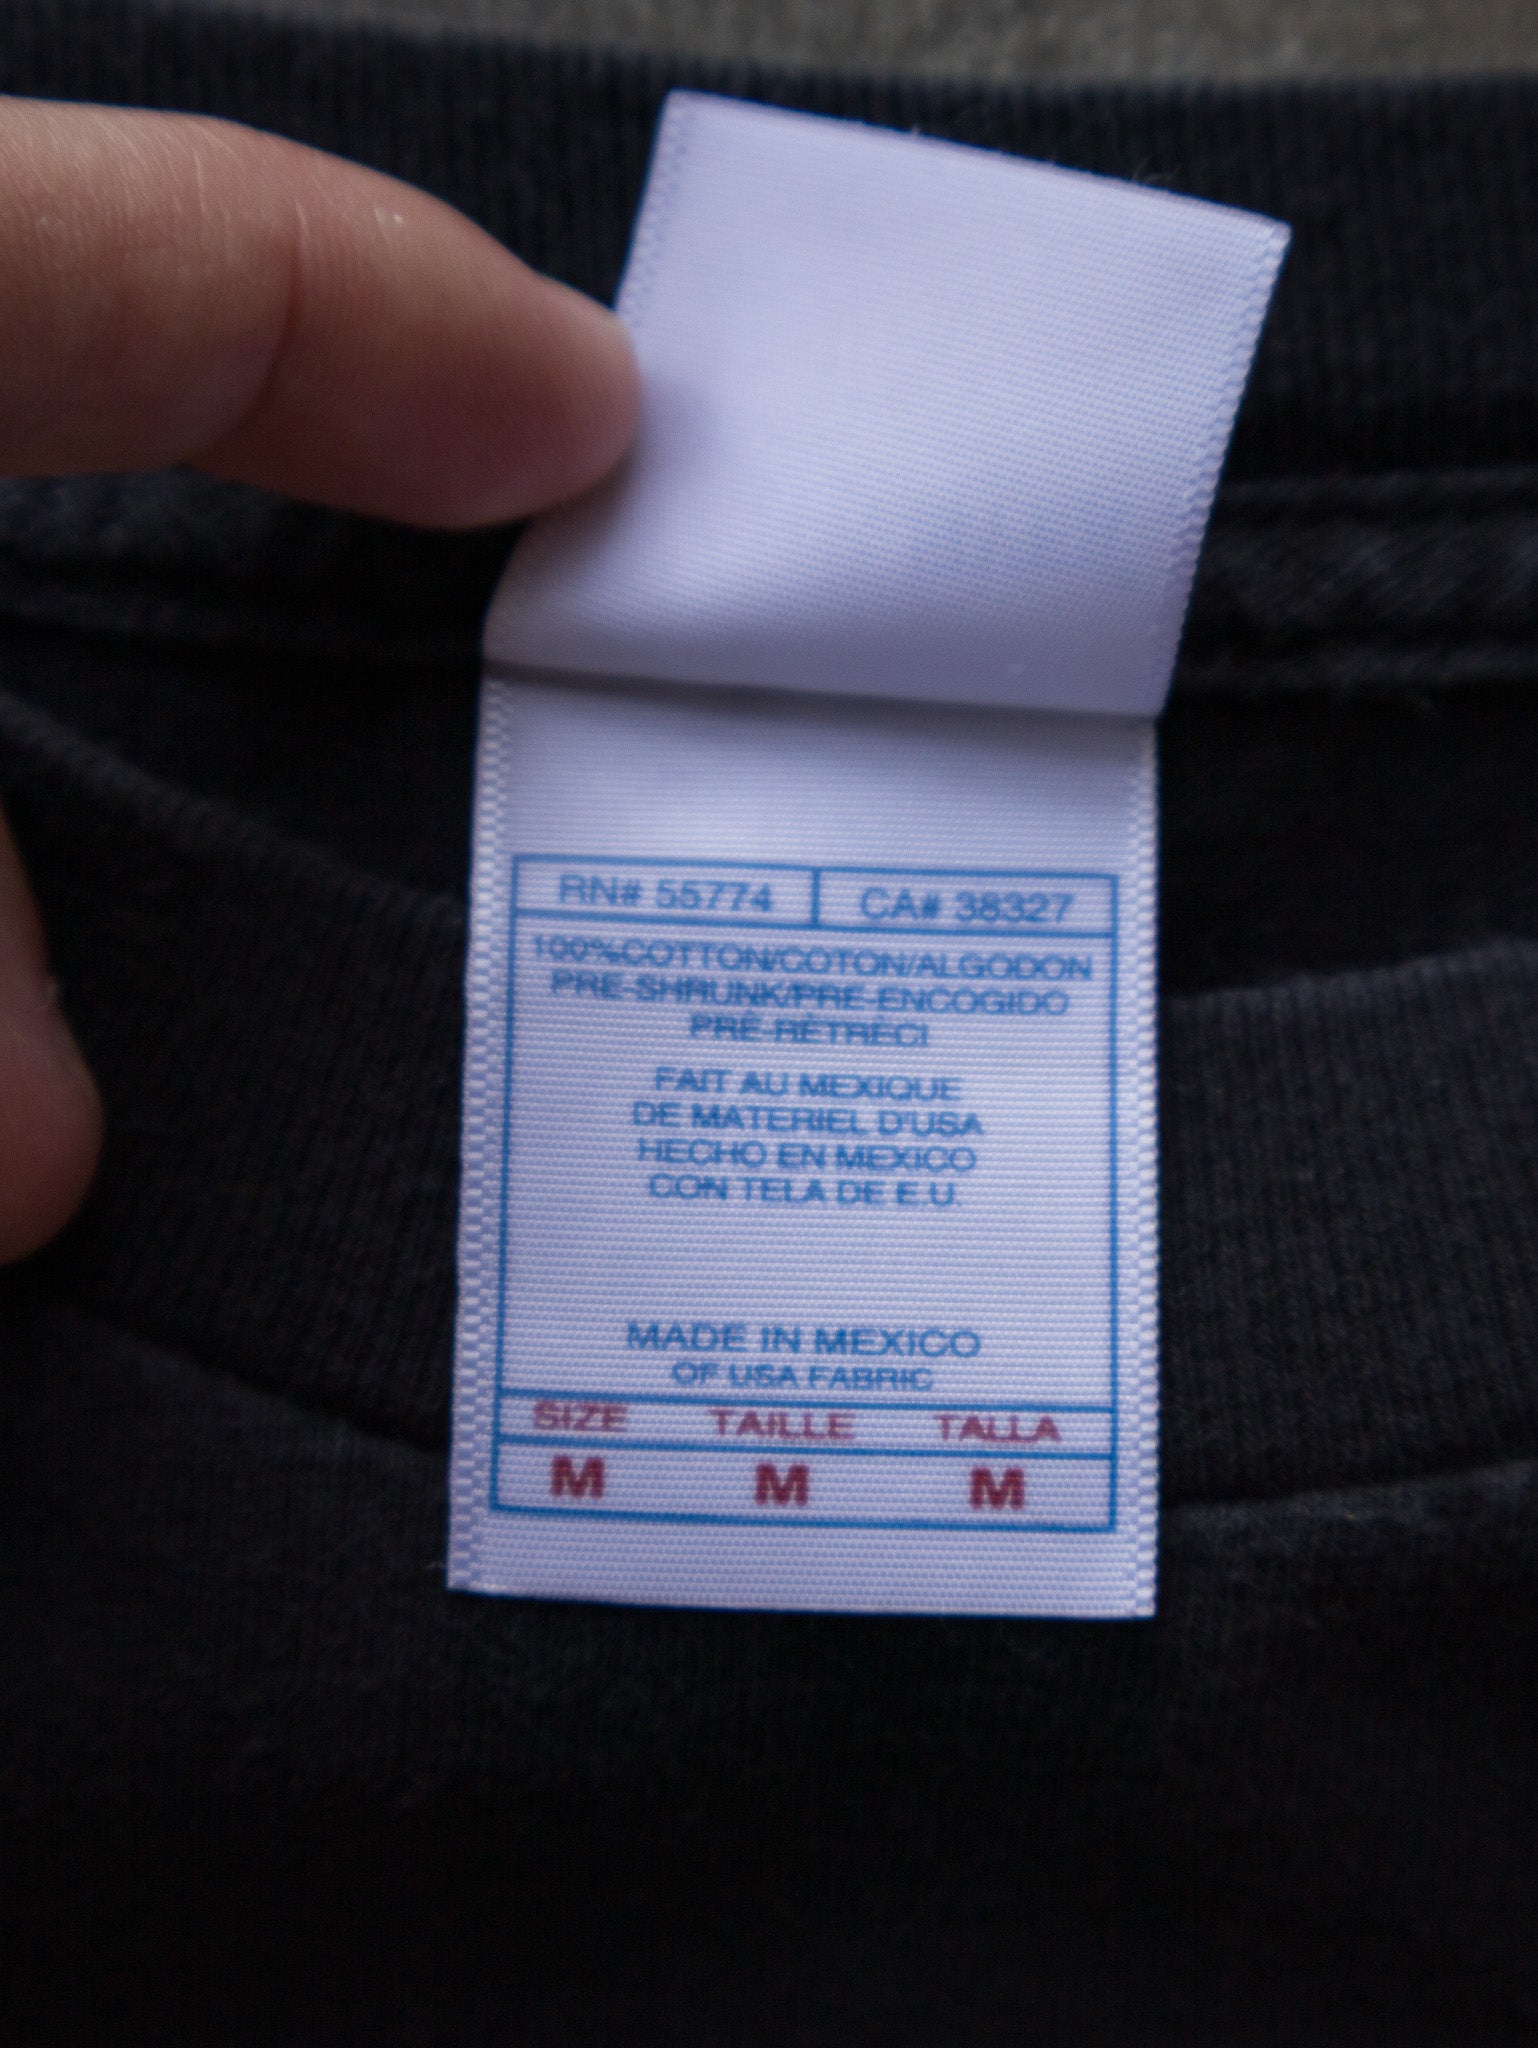 RN# 55774 CA# 38327
100%COTTON/COTON/ALGODON
PRE-SHRUNK/PRE-ENCOGIDO
PRÉ-RÉTRECI
FAIT AU MEXIQUE
DE MATERIEL D'USA
HECHO EN MEXICO
CON TELA DE E.U.
MADE IN MEXICO
OF USA FABRIC
SIZE TAILLE TALLA
M M M